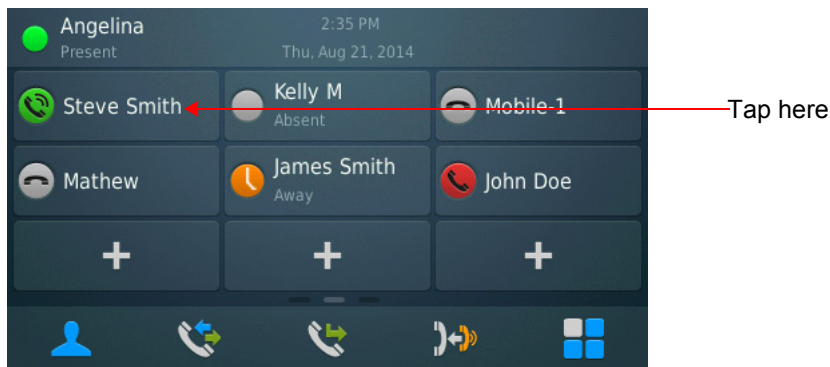 Angelina
Present
2:35 PM
Thu, Aug 21, 2014
Steve Smith
Kelly M
Absent
Mobile-1
Tap here
Mathew
James Smith
Away
John Doe
+
+
+